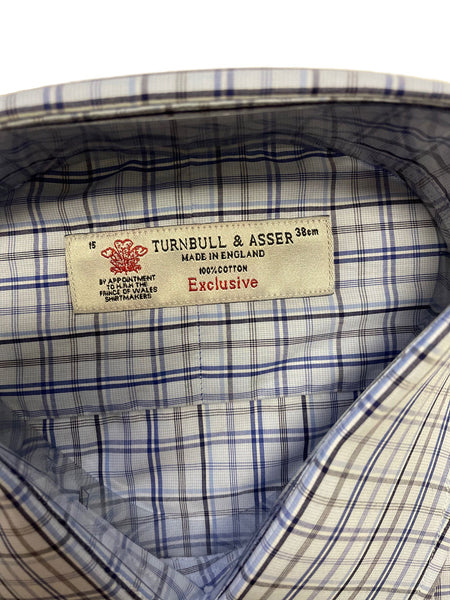 15 TURNBULL & ASSER 38cm
MADE IN ENGLAND
100% COTTON
Exclusive
BY APPOINTMENT
TO H.R.H. THE
PRINCE OF WALES
SHIRTMAKERS